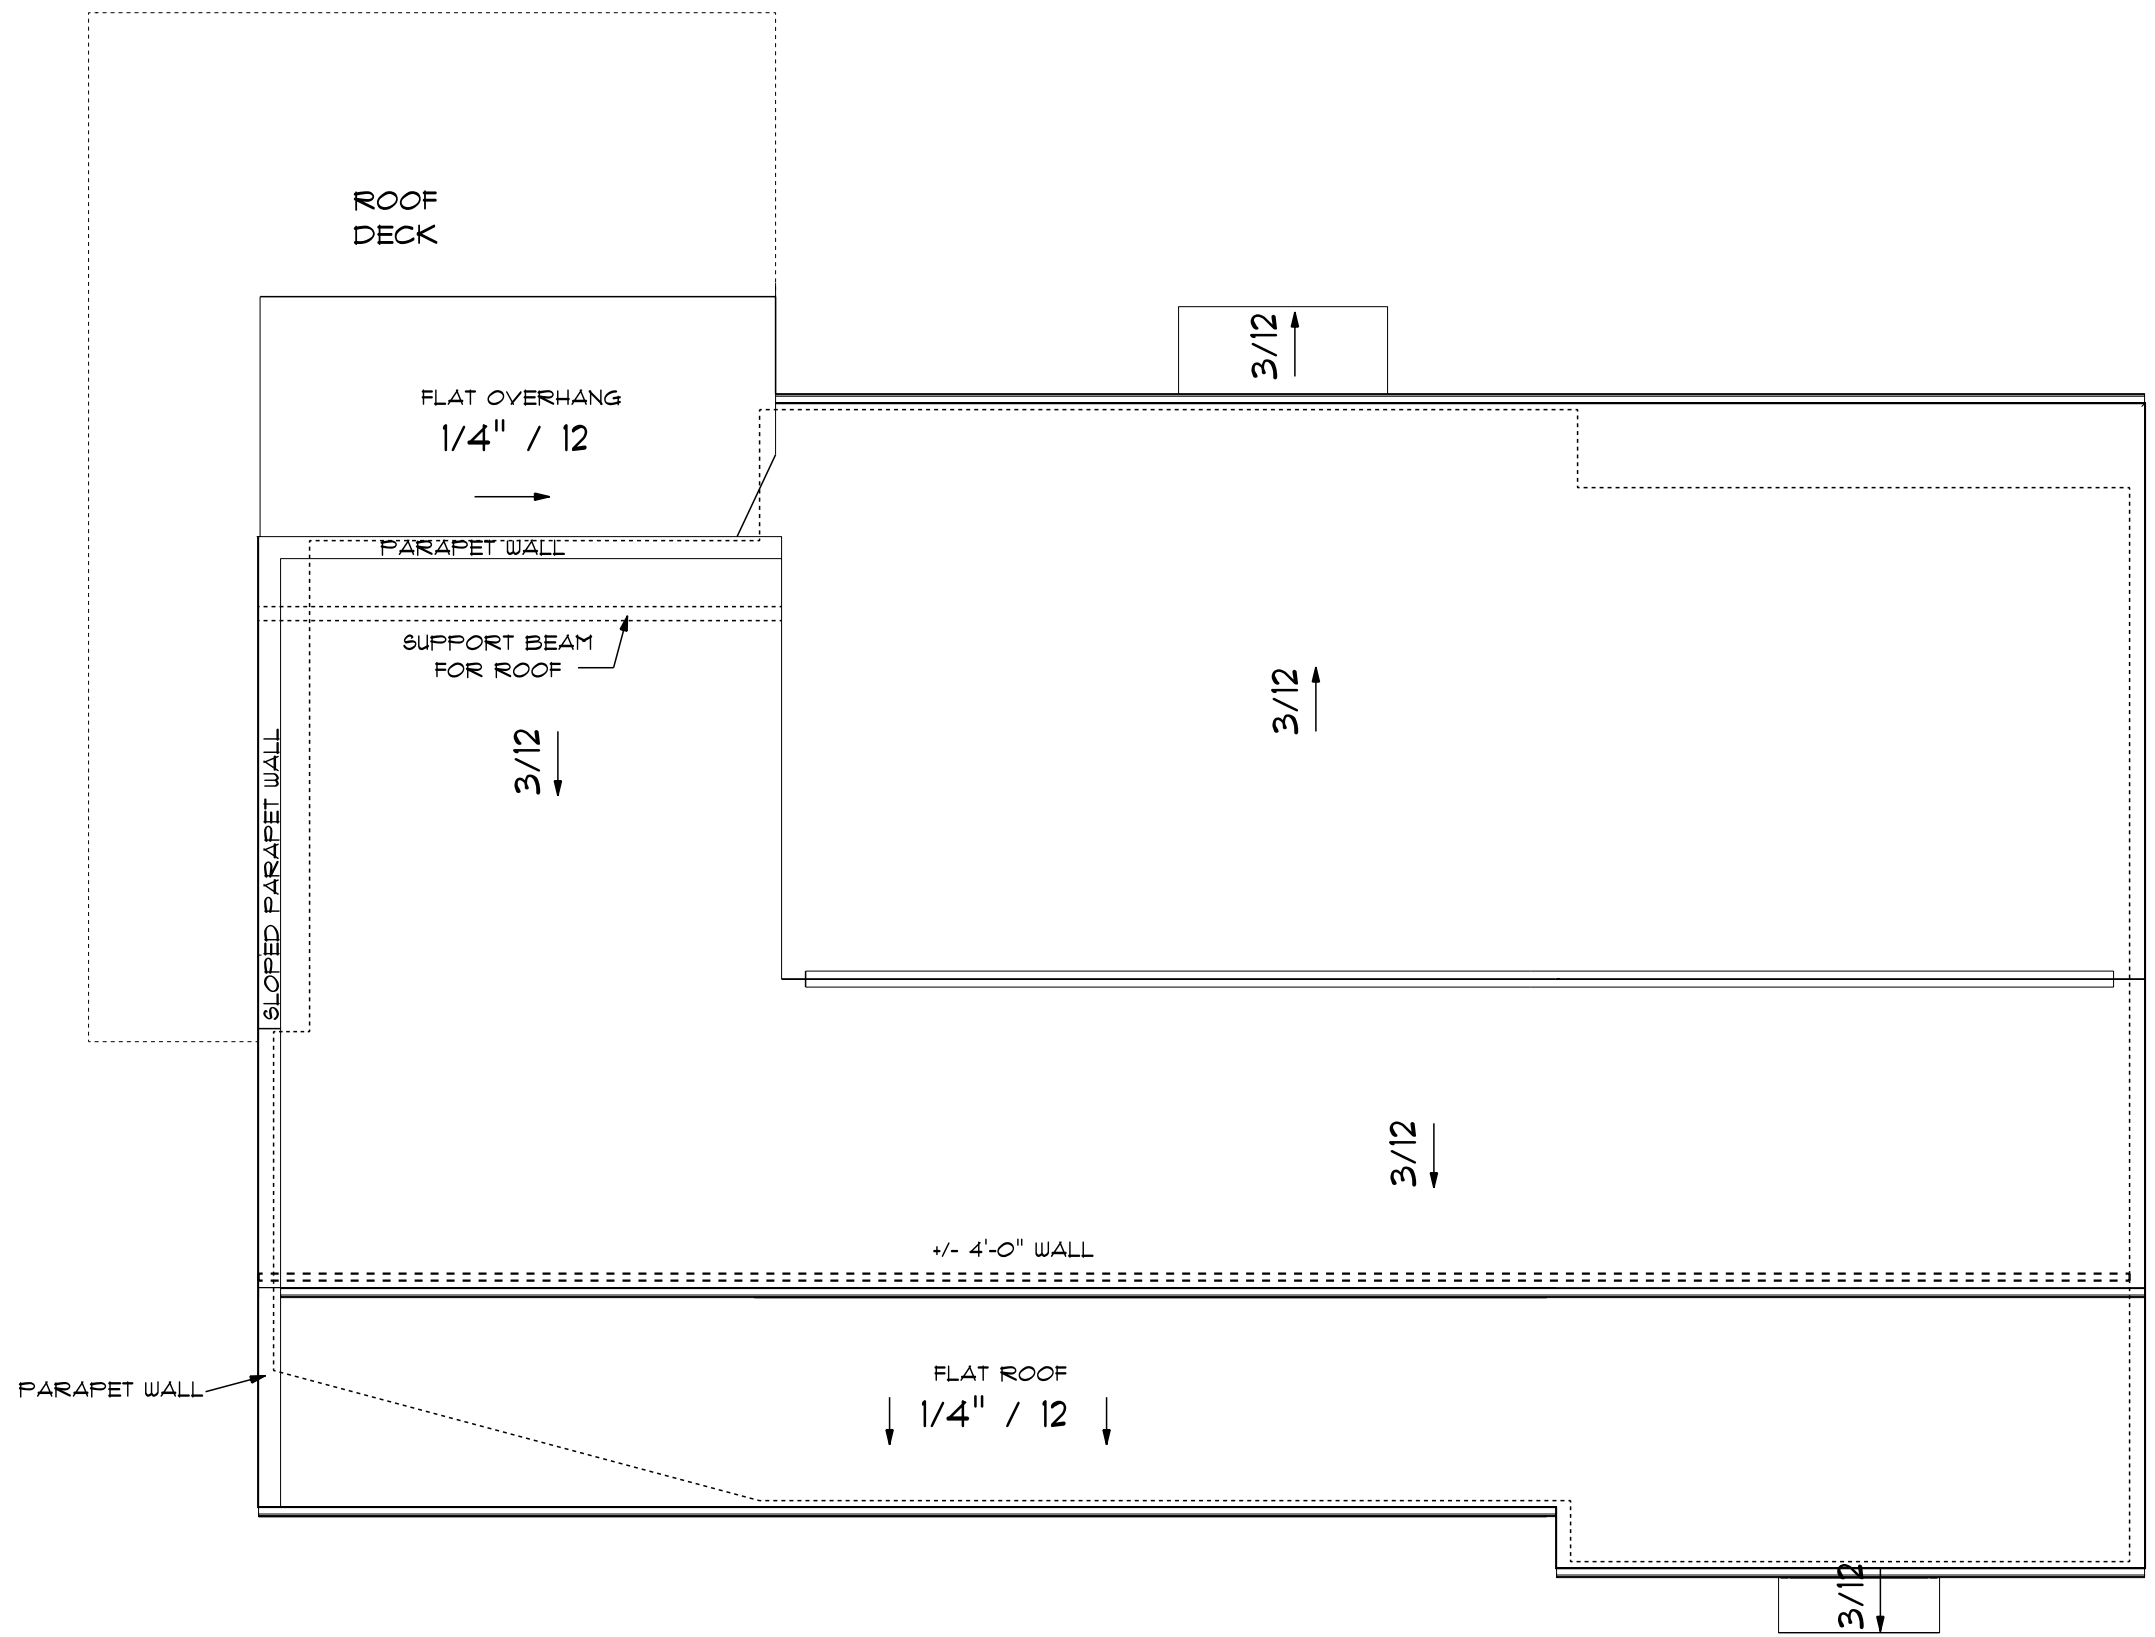 ROOF
DECK
3/12
FLAT OVERHANG
1/4" / 12
PARAPET WALL
SUPPORT BEAM
FOR ROOF
3/12
3/12
SLOPED PARAPET WALL
3/12
+/- 4'-0" WALL
FLAT ROOF
PARAPET WALL
1/4" / 12
3/12